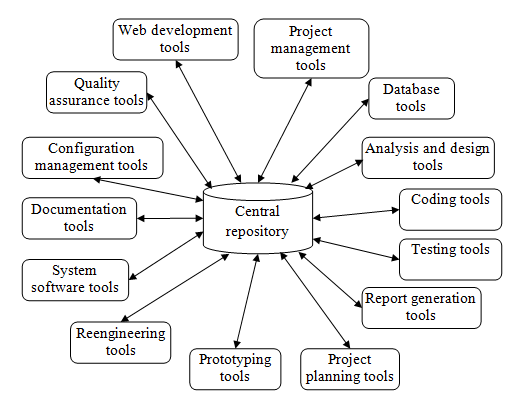 Web development
tools
Project
management
tools
Quality
assurance tools
Database
tools
Configuration
management tools
Analysis and design
tools
Central
repository
Documentation
tools
Coding tools
Testing tools
System
software tools
Report generation
tools
Reengineering
tools
Prototyping
tools
Project
planning tools